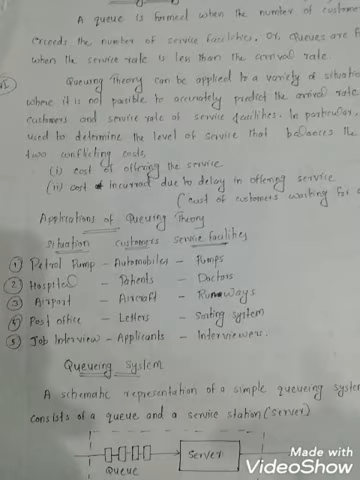 A queue is formed when the number of custome
exceeds the number of service facilities. Or, Queues are f
when the service rate is less than the arrival rate.
Queuing Theory can be applied to a variety of situatio
where it is not possible to accurately predict the arrival rate
customers and service rate of service facilities. In particular,
used to determine the level of service that balances the
two conflicting costs,
(i) cost of offering the service
(ii) cost incurred due to delay in offering service
(cost of customers waiting for
Applications of Queuing Theory
Situation Customers Service facilities
① Petrol Pump - Automobiles - Pumps
② Hospital - Patients - Doctors
③ Airport - Aircraft - Runways
④ Post office - Letters - Sorting system
⑤ Job Interview - Applicants - Interviewers.
Queueing System
A schematic representation of a simple queueing system
consists of a queue and a service station (server)
Server
Queue
Made with
VideoShow